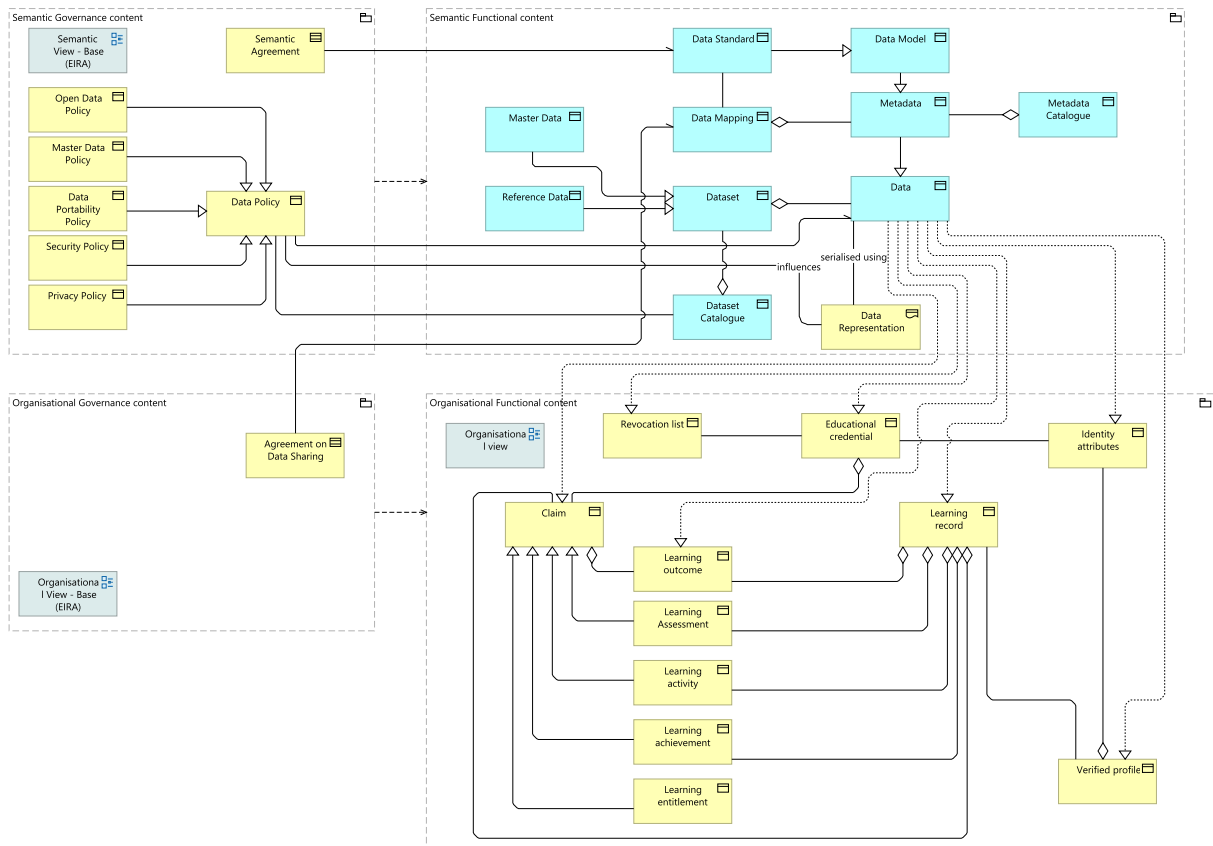 Semantic Governance content
Semantic
View - Base
(EIRA)
Semantic
Agreement
Open Data
Policy
Master Data
Policy
Data
Portability
Policy
Security Policy
Privacy Policy
Data Policy
Semantic Functional content
Data Standard
Data Model
Master Data
Data Mapping
Metadata
Metadata
Catalogue
Reference Data
Dataset
Data
serialised using
influences
Dataset
Catalogue
Data
Representation
Organisational Governance content
Agreement on
Data Sharing
Organisationa
l View - Base
(EIRA)
Organisational Functional content
Organisationa
l view
Revocation list
Educational
credential
Identity
attributes
Claim
Learning
record
Learning
outcome
Learning
Assessment
Learning
activity
Learning
achievement
Learning
entitlement
Verified profile